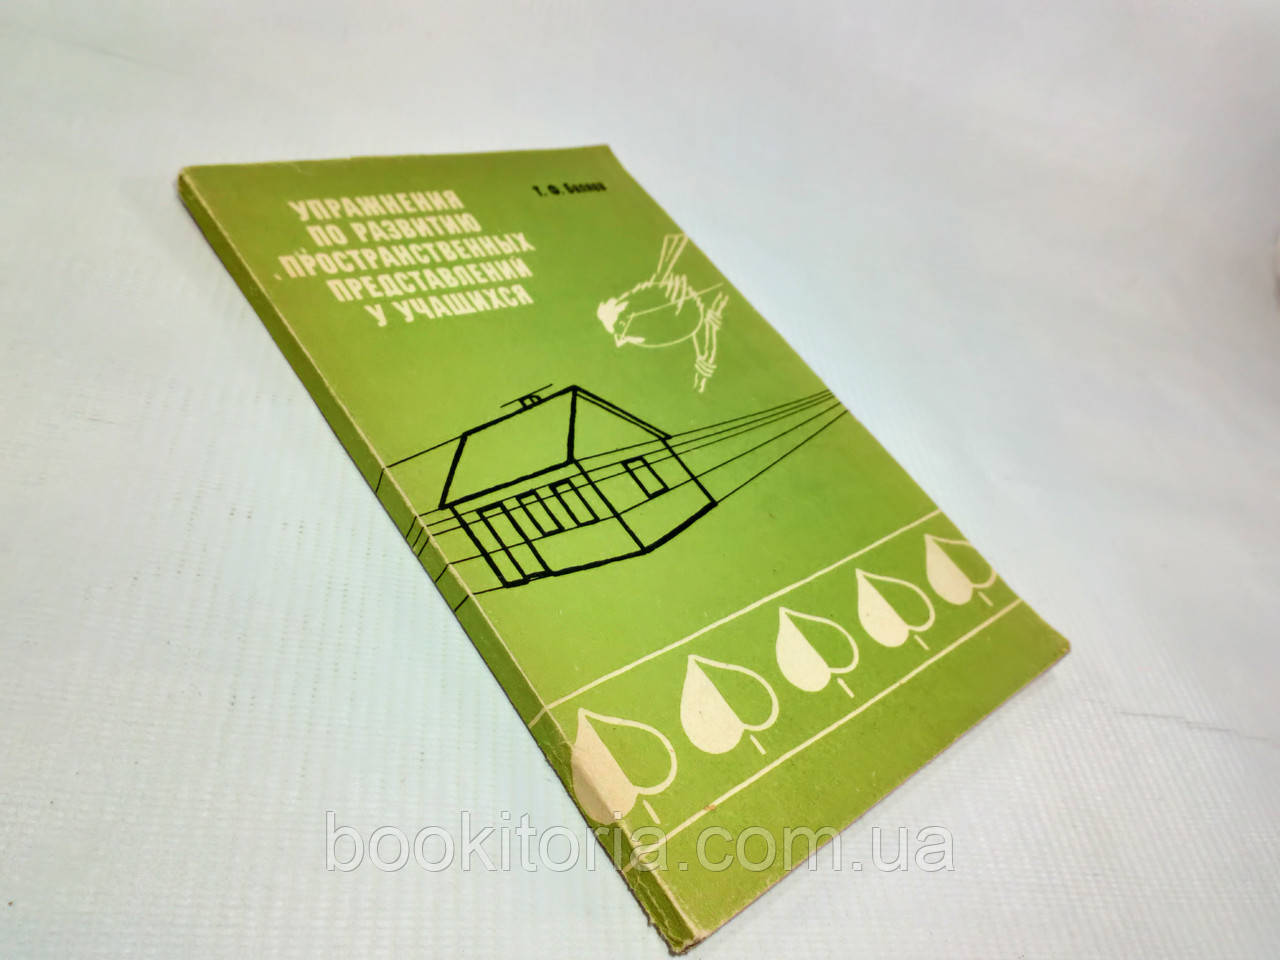 Т. Ф. Беляев
УПРАЖНЕНИЯ
ПО РАЗВИТИЮ
ПРОСТРАНСТВЕННЫХ
ПРЕДСТАВЛЕНИЙ
У УЧАЩИХСЯ
bookitoria.com.ua